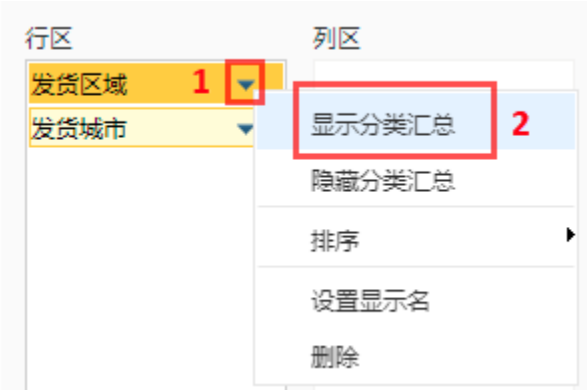 行区
列区
发货区域 1
发货城市
显示分类汇总 2
隐藏分类汇总
排序
设置显示名
删除